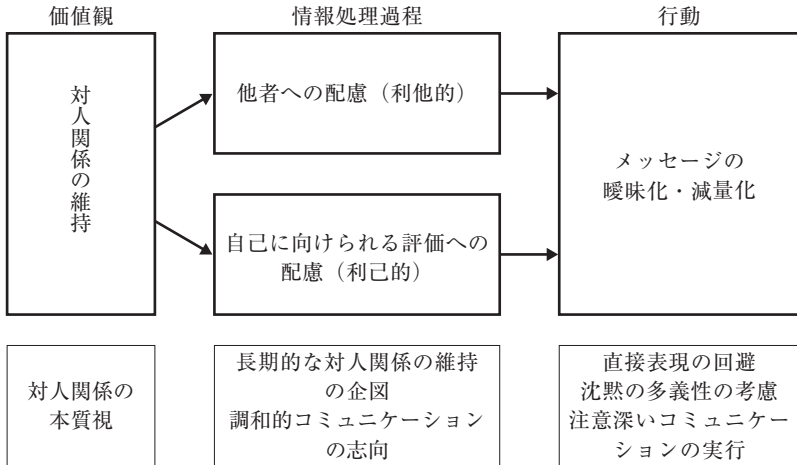 価値観
情報処理過程
行動
対人関係の維持
他者への配慮（利他的）
自己に向けられる評価への
配慮（利己的）
メッセージの
曖昧化・減量化
対人関係の
本質視
長期的な対人関係の維持
の企図
調和的コミュニケーション
の志向
直接表現の回避
沈黙の多義性の考慮
注意深いコミュニケー
ションの実行